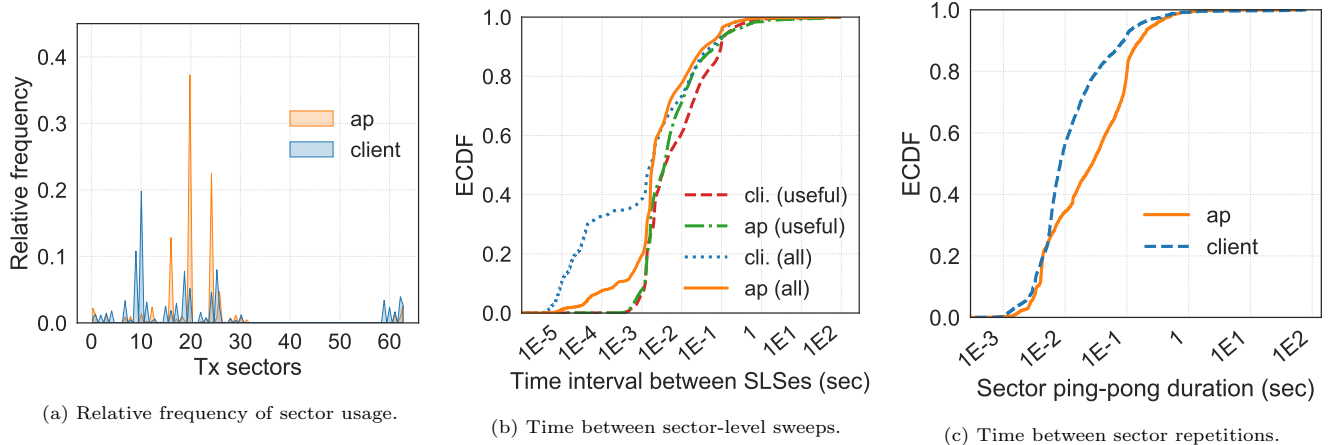 0.4
0.3
0.2
0.1
0.0
Relative frequency
ap
client
0 10 20 30 40 50 60
Tx sectors
(a) Relative frequency of sector usage.
1.0
0.8
0.6
0.4
0.2
0.0
ECDF
cli. (useful)
ap (useful)
cli. (all)
ap (all)
1E-5 1E-4 1E-3 1E-2 1E-1 1 1E1 1E2
Time interval between SLSes (sec)
(b) Time between sector-level sweeps.
1.0
0.8
0.6
0.4
0.2
0.0
ECDF
ap
client
1E-3 1E-2 1E-1 1 1E1 1E2
Sector ping-pong duration (sec)
(c) Time between sector repetitions.